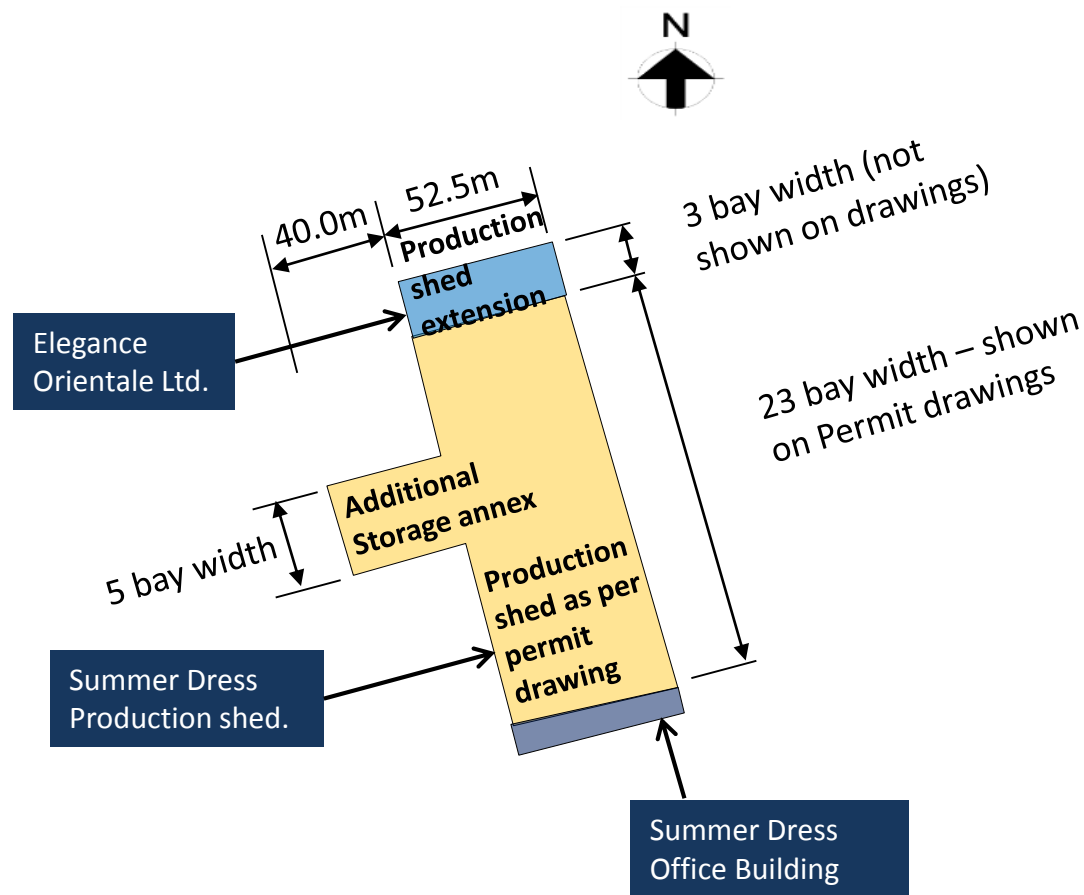 N
40.0m
52.5m
3 bay width (not
shown on drawings)
Production
shed
extension
Elegance
Orientale Ltd.
23 bay width – shown
on Permit drawings
Additional
Storage annex
5 bay width
Production
shed as per
permit
drawing
Summer Dress
Production shed.
Summer Dress
Office Building